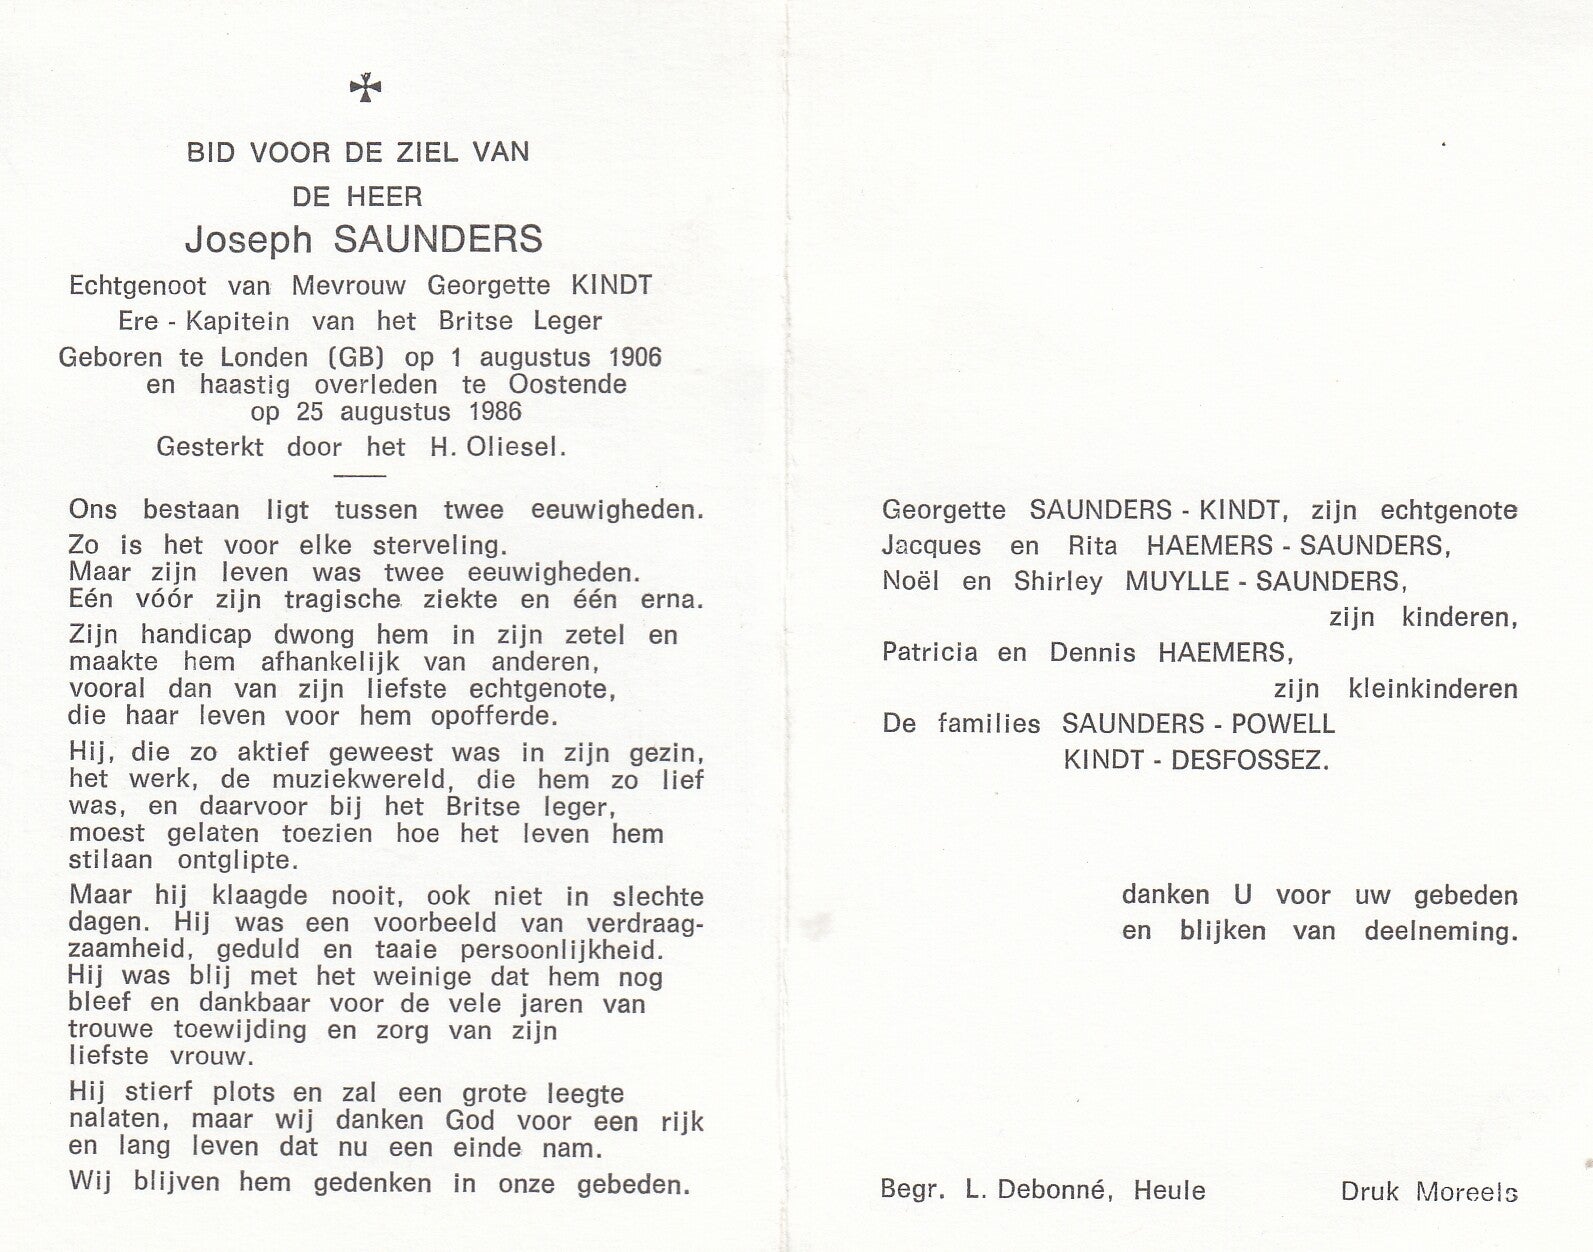 BID VOOR DE ZIEL VAN
DE HEER
Joseph SAUNDERS
Echtgenoot van Mevrouw Georgette KINDT
Ere - Kapitein van het Britse Leger
Geboren te Londen (GB) op 1 augustus 1906
en haastig overleden te Oostende
op 25 augustus 1986
Gesterkt door het H. Oliesel.
Ons bestaan ligt tussen twee eeuwigheden.
Zo is het voor elke sterveling.
Maar zijn leven was twee eeuwigheden.
Eén vóór zijn tragische ziekte en één erna.
Zijn handicap dwong hem in zijn zetel en
maakte hem afhankelijk van anderen,
vooral dan van zijn liefste echtgenote,
die haar leven voor hem opofferde.
Hij, die zo aktief geweest was in zijn gezin,
het werk, de muziekwereld, die hem zo lief
was, en daarvoor bij het Britse leger,
moest gelaten toezien hoe het leven hem
stilaan ontglipte.
Maar hij klaagde nooit, ook niet in slechte
dagen. Hij was een voorbeeld van verdraag-
zaamheid, geduld en taaie persoonlijkheid.
Hij was blij met het weinige dat hem nog
bleef en dankbaar voor de vele jaren van
trouwe toewijding en zorg van zijn
liefste vrouw.
Hij stierf plots en zal een grote leegte
nalaten, maar wij danken God voor een rijk
en lang leven dat nu een einde nam.
Wij blijven hem gedenken in onze gebeden.
Georgette SAUNDERS - KINDT, zijn echtgenote
Jacques en Rita HAEMERS - SAUNDERS,
Noël en Shirley MUYLLE - SAUNDERS,
zijn kinderen,
Patricia en Dennis HAEMERS,
zijn kleinkinderen
De families SAUNDERS - POWELL
KINDT - DESFOSSEZ.
danken U voor uw gebeden
en blijken van deelneming.
Begr. L. Debonné, Heule Druk Moreels